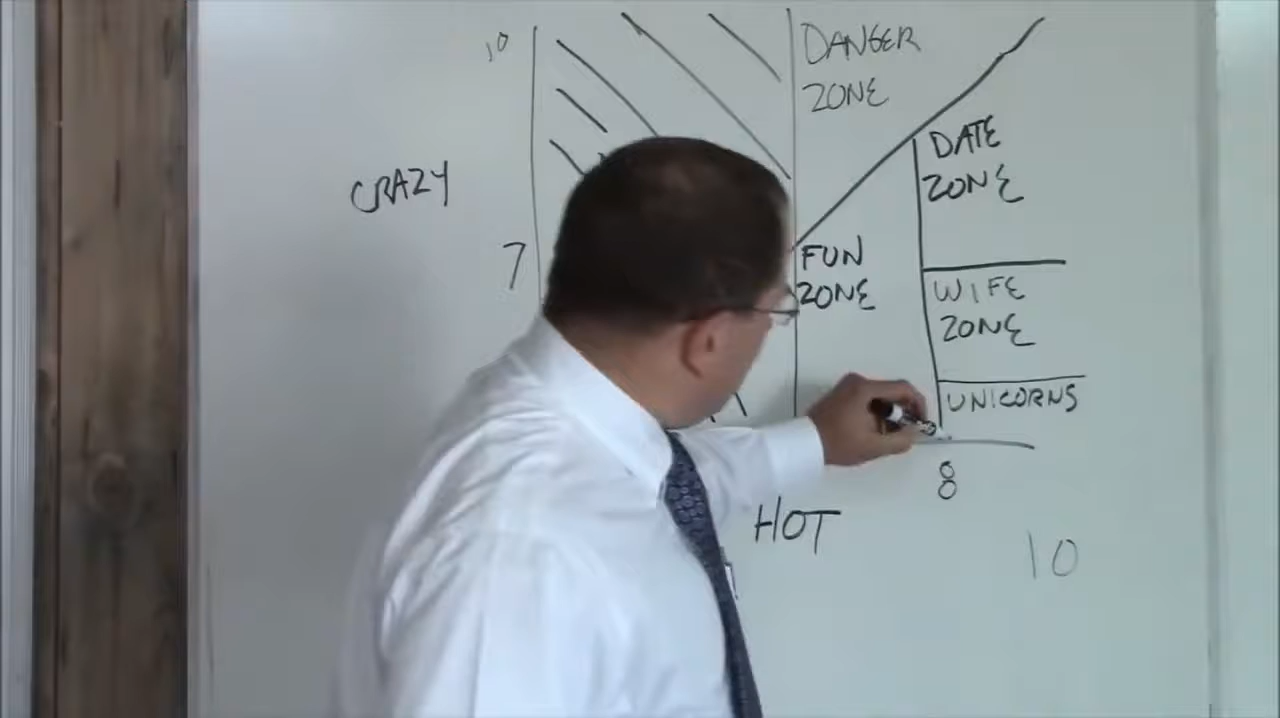 10
DANGER
ZONE
DATE
ZONE
CRAZY
7
FUN
ZONE
WIFE
ZONE
UNICORNS
8
HOT
10